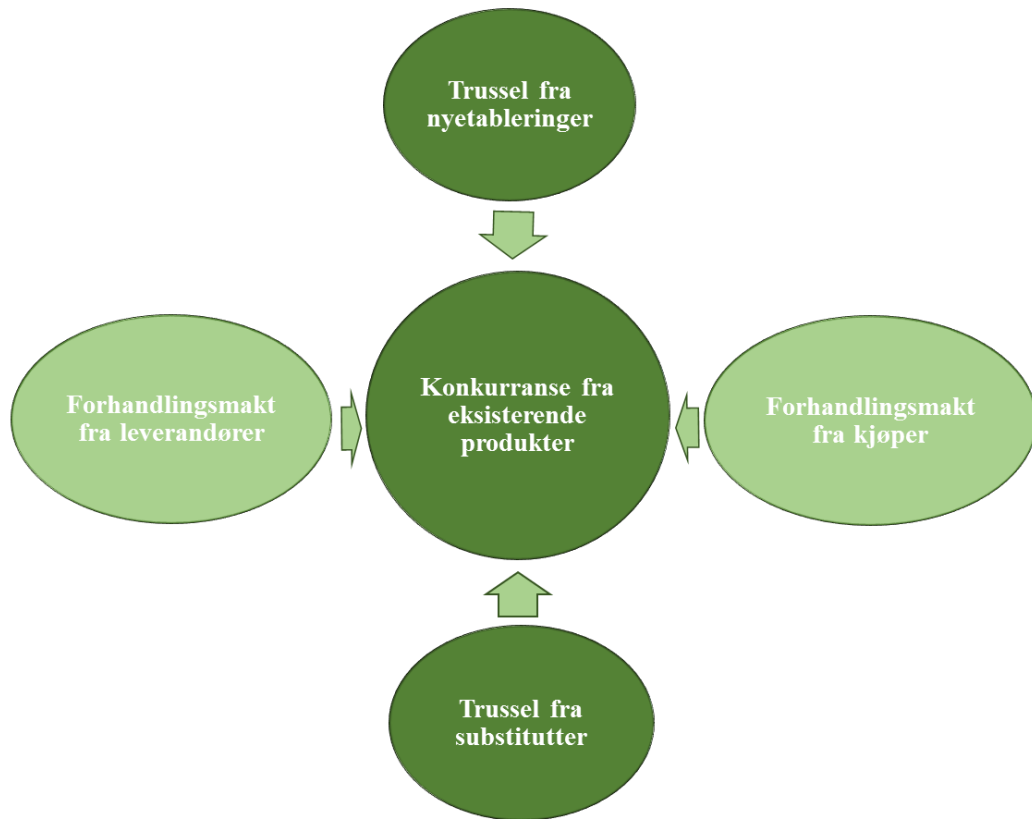 Trussel fra
nyetableringer
Forhandlingsmakt
fra leverandører
Konkurranse fra
eksisterende
produkter
Forhandlingsmakt
fra kjøper
Trussel fra
substitutter